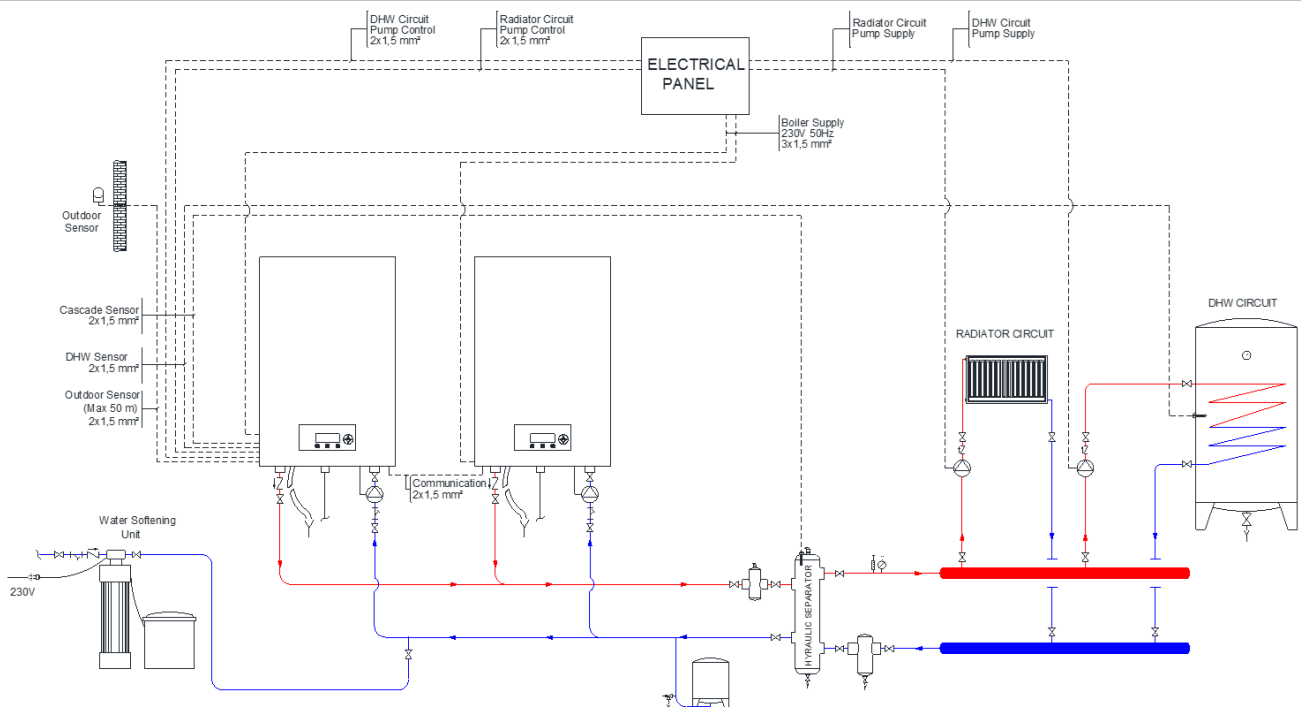 DHW Circuit
Pump Control
2x1,5 mm²
Radiator Circuit
Pump Control
2x1,5 mm²
ELECTRICAL
PANEL
Radiator Circuit
Pump Supply
DHW Circuit
Pump Supply
Boiler Supply
230V 50Hz
3x1,5 mm²
Outdoor
Sensor
Cascade Sensor
2x1,5 mm²
DHW Sensor
2x1,5 mm²
Outdoor Sensor
(Max 50 m)
2x1,5 mm²
RADIATOR CIRCUIT
DHW CIRCUIT
Communication
2x1,5 mm²
Water Softening
Unit
230V
HYRAULIC SEPARATOR